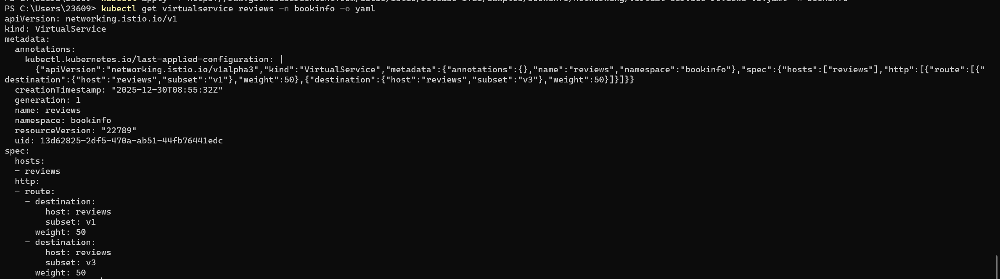 PS C:\Users\23609> kubectl get virtualservice reviews -n bookinfo -o yaml
apiVersion: networking.istio.io/v1
kind: VirtualService
metadata:
  annotations:
    kubectl.kubernetes.io/last-applied-configuration: |
      {"apiVersion":"networking.istio.io/v1alpha3","kind":"VirtualService","metadata":{"annotations":{},"name":"reviews","namespace":"bookinfo"},"spec":{"hosts":["reviews"],"http":[{"route":[{"
destination":{"host":"reviews","subset":"v1"},"weight":50},{"destination":{"host":"reviews","subset":"v3"},"weight":50}]}]}}
  creationTimestamp: "2025-12-30T08:55:32Z"
  generation: 1
  name: reviews
  namespace: bookinfo
  resourceVersion: "22789"
  uid: 13d62825-2df5-470a-ab51-44fb76441edc
spec:
  hosts:
  - reviews
  http:
  - route:
    - destination:
        host: reviews
        subset: v1
      weight: 50
    - destination:
        host: reviews
        subset: v3
      weight: 50